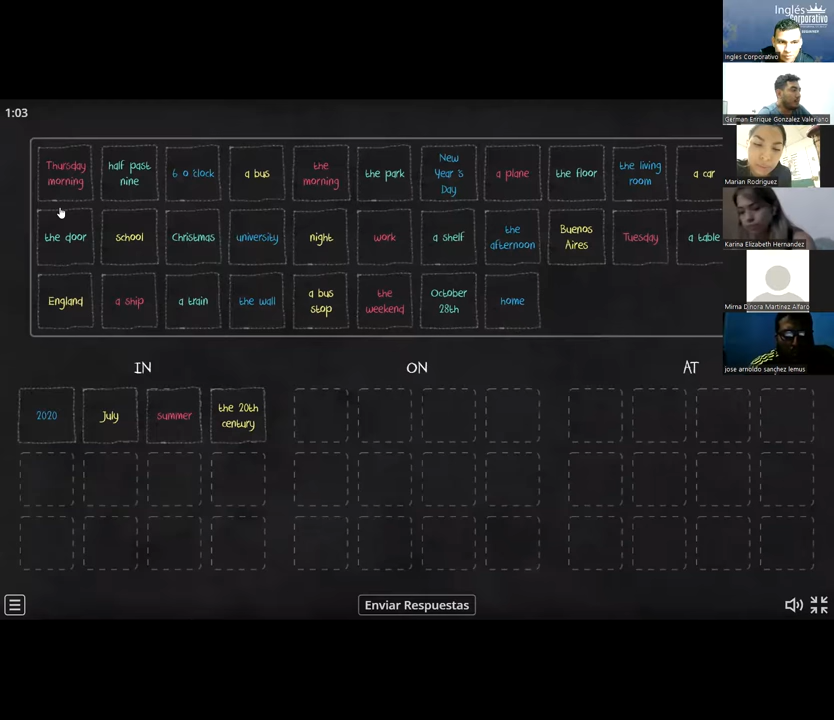 Inglés
Corporativo
BEGINNER
Ingles Corporativo
German Enrique Gonzalez Valeriano
Marian Rodriguez
Karina Elizabeth Hernandez
Mirna Dinora Martinez Alfaro
jose arnoldo sanchez lemus
1:03
Thursday
morning
half past
nine
6 o'clock
a bus
the
morning
the park
New
Year's
Day
a plane
the floor
the living
room
a car
the door
school
Christmas
university
night
work
a shelf
the
afternoon
Buenos
Aires
Tuesday
a table
England
a ship
a train
the wall
a bus
stop
the
weekend
October
28th
home
IN
ON
AT
2020
July
summer
the 20th
century
Enviar Respuestas